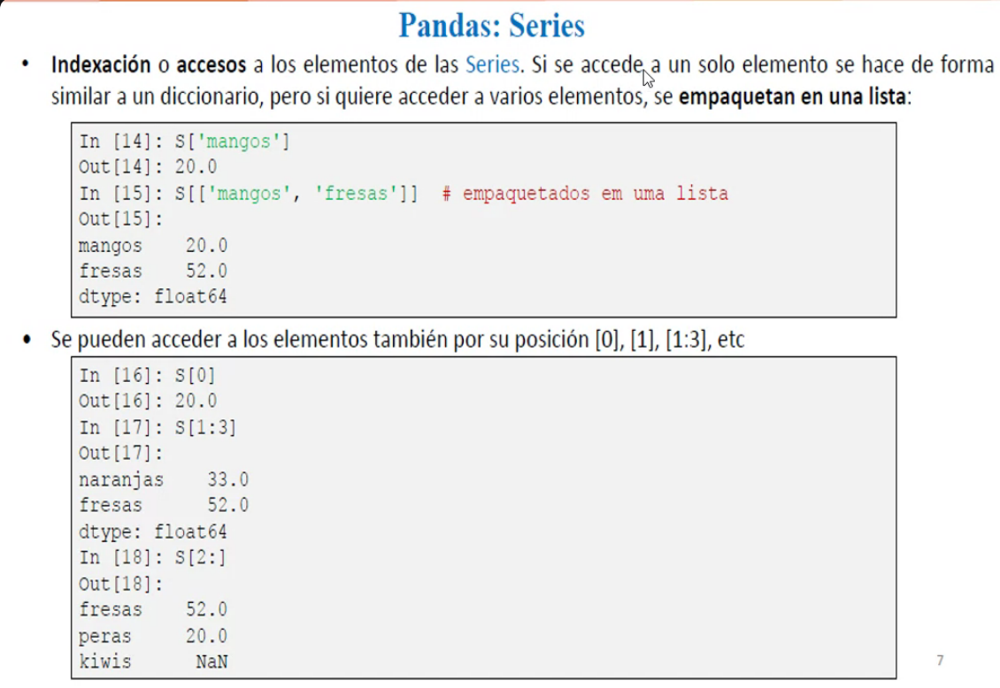 Pandas: Series
• Indexación o accesos a los elementos de las Series. Si se accede a un solo elemento se hace de forma
similar a un diccionario, pero si quiere acceder a varios elementos, se empaquetan en una lista:
In [14]: S['mangos']
Out[14]: 20.0
In [15]: S[['mangos', 'fresas']] # empaquetados em uma lista
Out[15]:
mangos 20.0
fresas 52.0
dtype: float64
• Se pueden acceder a los elementos también por su posición [0], [1], [1:3], etc
In [16]: S[0]
Out[16]: 20.0
In [17]: S[1:3]
Out[17]:
naranjas 33.0
fresas 52.0
dtype: float64
In [18]: S[2:]
Out[18]:
fresas 52.0
peras 20.0
kiwis NaN
7